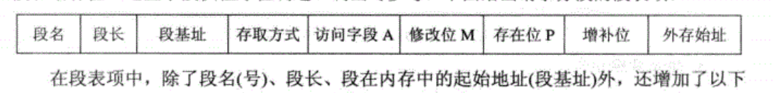 段名 段长 段基址 存取方式 访问字段 A 修改位 M 存在位 P 增补位 外存始址
在段表项中，除了段名(号)、段长、段在内存中的起始地址(段基址)外，还增加了以下